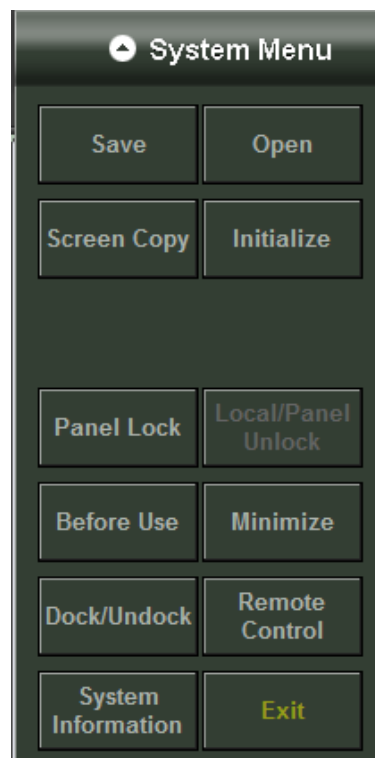 System Menu
Save
Open
Screen Copy
Initialize
Panel Lock
Local/Panel
Unlock
Before Use
Minimize
Dock/Undock
Remote
Control
System
Information
Exit